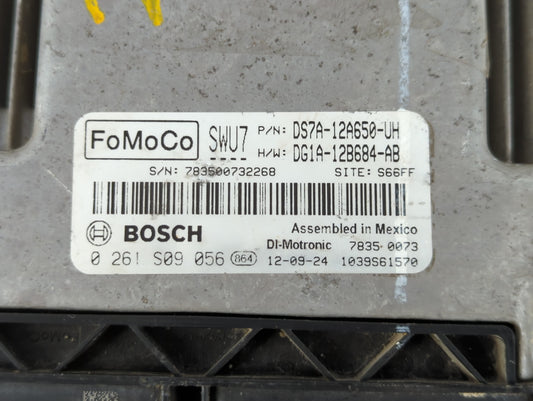 FoMoCo SWU7 P/N: DS7A-12A650-UH
H/W: DG1A-12B684-AB
S/N: 783500732268 SITE: S66FF
BOSCH Assembled in Mexico
DI-Motronic 7835 0073
0 261 S09 056 864 12-09-24 1039S61570